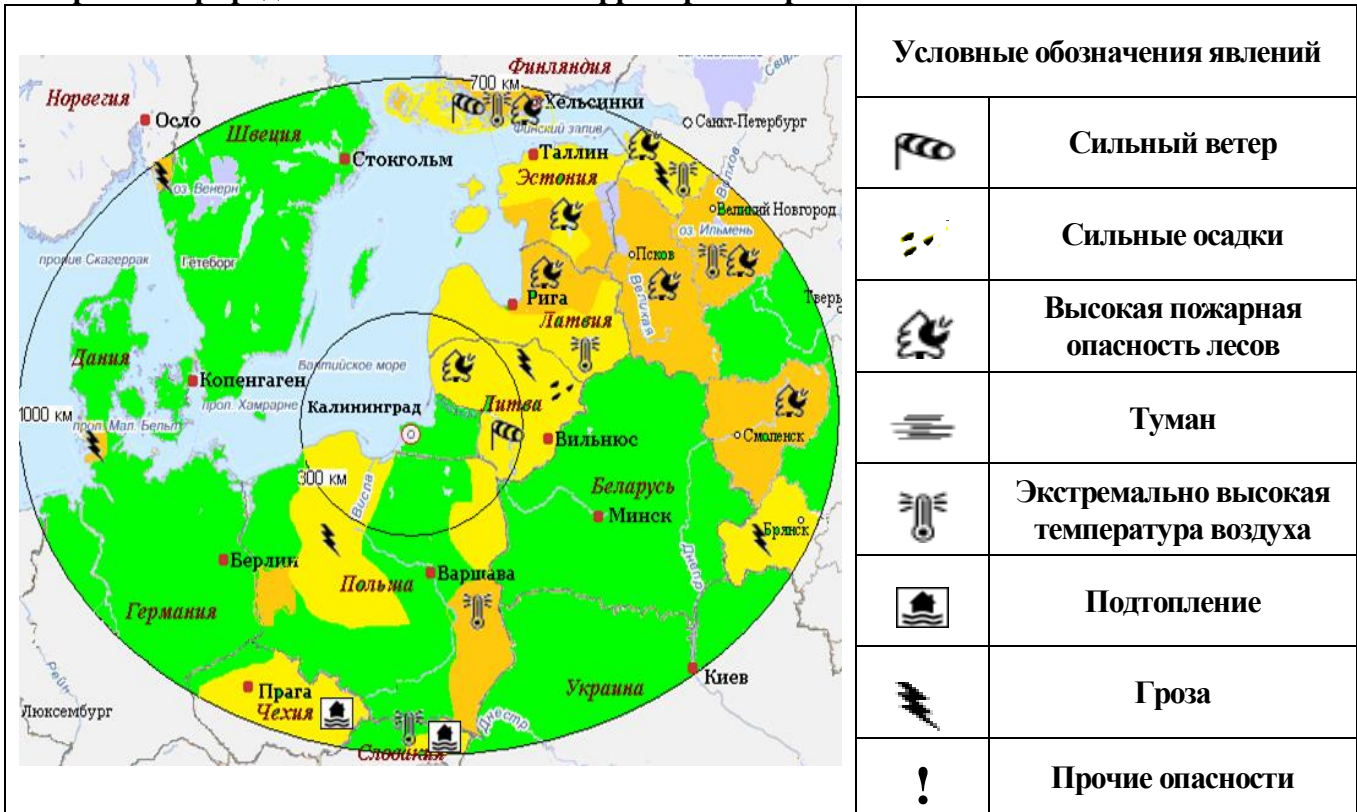 Условные обозначения явлений
Финляндия
Свирь
700 км
Норвегия
Хельсинки
Осло
Швеция
Санкт-Петербург
Финский залив
Стокгольм
Таллин
Эстония
оз. Венерн
Волхов
Сильный ветер
Великий Новгород
оз. Ильмень
пролив Скагеррак
Гетеборг
Псков
Сильные осадки
Великая
Рига
Тверь
Латвия
Высокая пожарная
опасность лесов
Дания
Балтийское море
Копенгаген
прол. Хамрарне
Калининград
Литва
1000 км
прол. Мал. Бельт
Смоленск
Вильнюс
Туман
300 км
Висла
Беларусь
Минск
Экстремально высокая
температура воздуха
Брянск
Днепр
Берлин
Польша
Варшава
Германия
Подтопление
Рейн
Прага
Чехия
Украина
Киев
Люксембург
Днестр
Словакия
Гроза
!
Прочие опасности